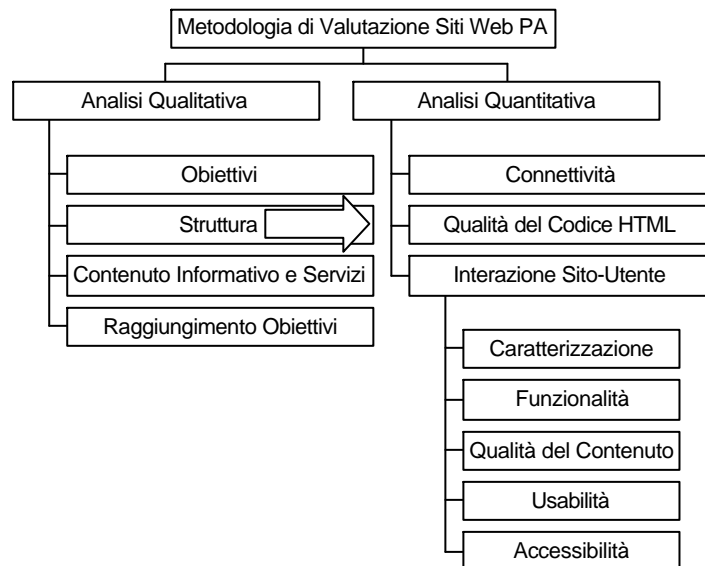 Metodologia di Valutazione Siti Web PA
Analisi Qualitativa
Obiettivi
Struttura
Contenuto Informativo e Servizi
Raggiungimento Obiettivi
Analisi Quantitativa
Connettività
Qualità del Codice HTML
Interazione Sito-Utente
Caratterizzazione
Funzionalità
Qualità del Contenuto
Usabilità
Accessibilità